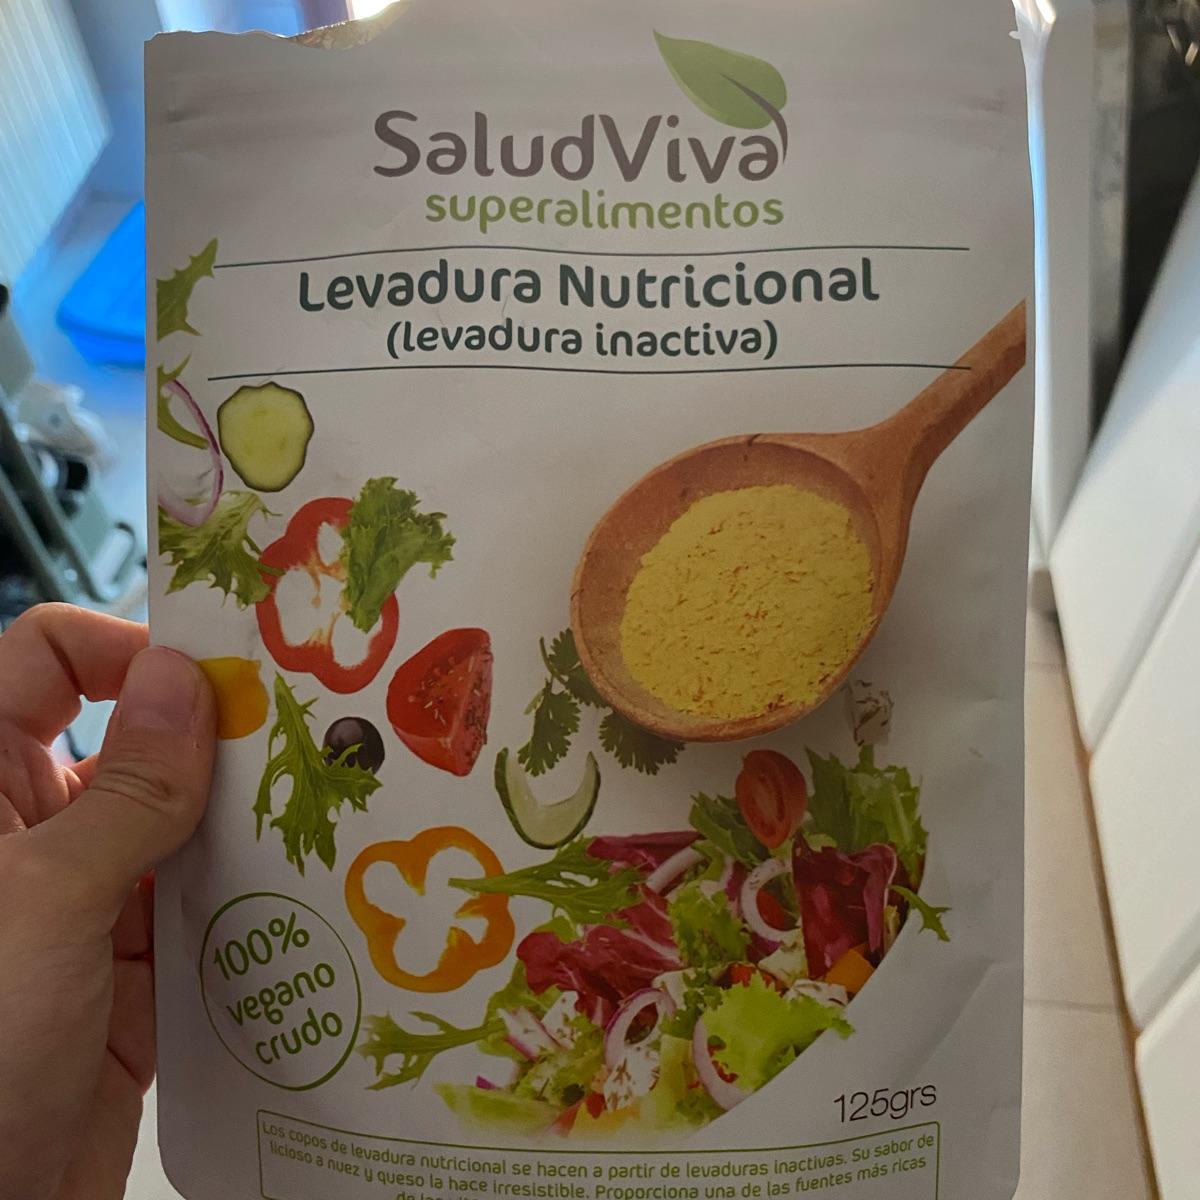 SaludViva
superalimentos
Levadura Nutricional
(levadura inactiva)
100%
vegano
crudo
125grs
Los copos de levadura nutricional se hacen a partir de levaduras inactivas. Su sabor de
licioso a nuez y queso la hace irresistible. Proporciona una de las fuentes más ricas